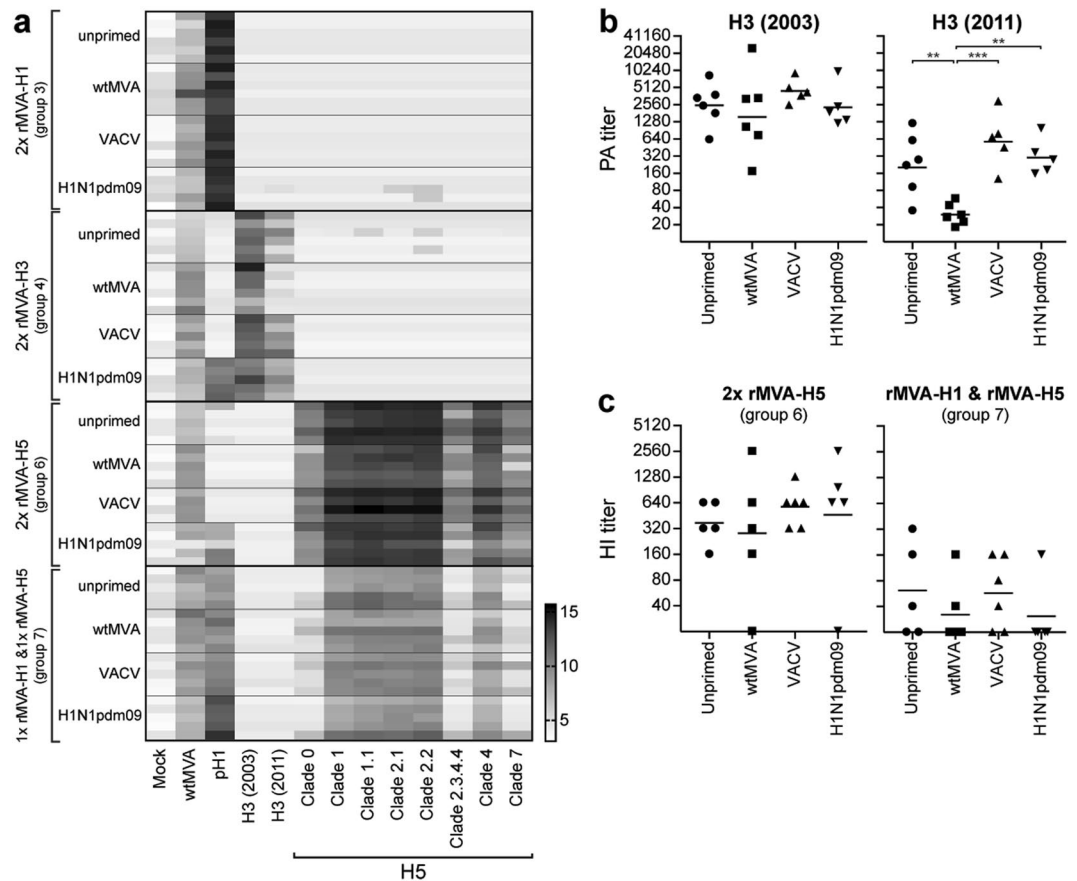 a
2x rMVA-H1
(group 3)
unprimed
wtMVA
VACV
H1N1pdm09
2x rMVA-H3
(group 4)
unprimed
wtMVA
VACV
H1N1pdm09
2x rMVA-H5
(group 6)
unprimed
wtMVA
VACV
H1N1pdm09
1x rMVA-H1 &1x rMVA-H5
(group 7)
unprimed
wtMVA
VACV
H1N1pdm09
15
10
5
Mock
wtMVA
pH1
H3 (2003)
H3 (2011)
Clade 0
Clade 1
Clade 1.1
Clade 2.1
Clade 2.2
Clade 2.3.4.4
Clade 4
Clade 7
H5
b
H3 (2003)
H3 (2011)
PA titer
41160
20480
10240
5120
2560
1280
640
320
160
80
40
20
**
***
**
Unprimed
wtMVA
VACV
H1N1pdm09
Unprimed
wtMVA
VACV
H1N1pdm09
c
2x rMVA-H5
(group 6)
rMVA-H1 & rMVA-H5
(group 7)
HI titer
5120
2560
1280
640
320
160
80
40
Unprimed
wtMVA
VACV
H1N1pdm09
Unprimed
wtMVA
VACV
H1N1pdm09